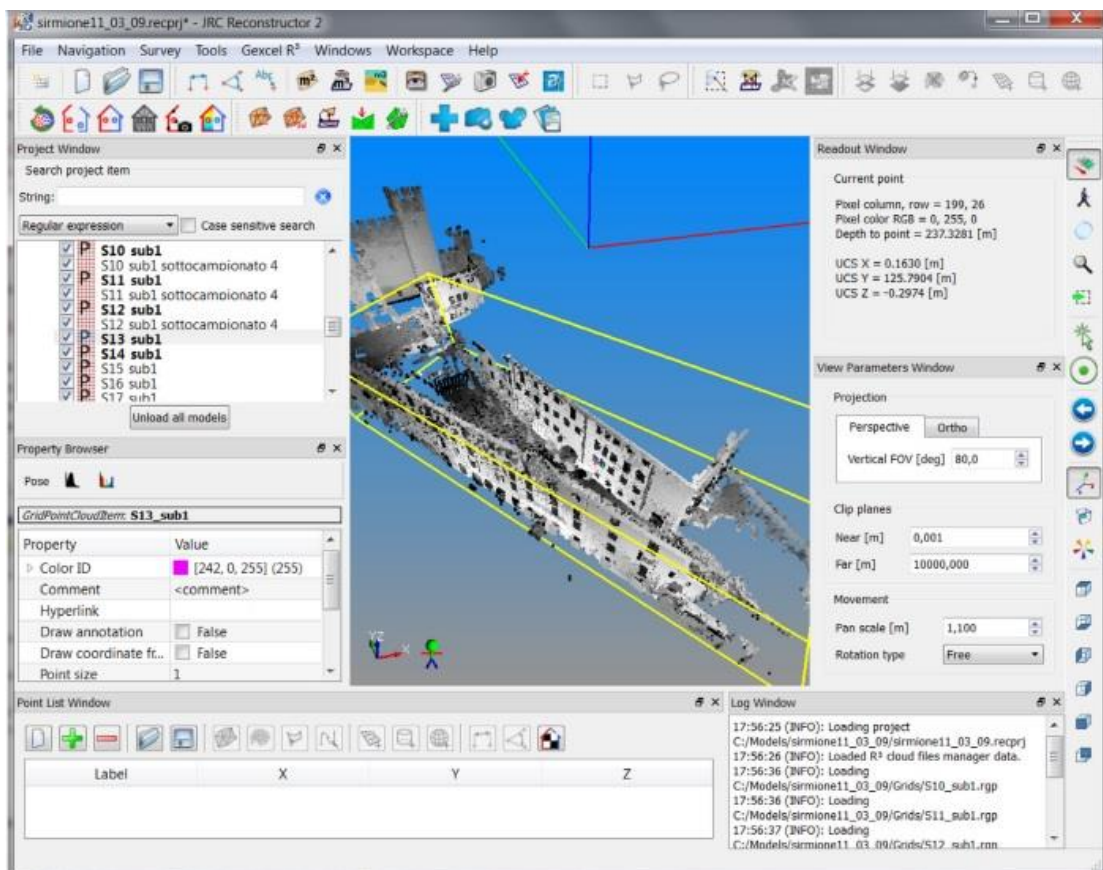 sirmione11_03_09.recprj* - JRC Reconstructor 2
File Navigation Survey Tools Gexcel R³ Windows Workspace Help
Project Window
Search project item
String:
Regular expression Case sensitive search
S10 sub1
S10 sub1 sottocampionato 4
S11 sub1
S11 sub1 sottocampionato 4
S12 sub1
S12 sub1 sottocampionato 4
S13 sub1
S14 sub1
S15 sub1
S16 sub1
S17 sub1
Unload all models
Property Browser
Pose
GridPointCloudItem: S13_sub1
Property Value
Color ID [242, 0, 255] (255)
Comment <comment>
Hyperlink
Draw annotation False
Draw coordinate fr... False
Point size 1
YZ X
Readout Window
Current point
Pixel column, row = 199, 26
Pixel color RGB = 0, 255, 0
Depth to point = 237.3281 [m]
UCS X = 0.1630 [m]
UCS Y = 125.7904 [m]
UCS Z = -0.2974 [m]
View Parameters Window
Projection
Perspective Ortho
Vertical FOV [deg] 80,0
Clip planes
Near [m] 0,001
Far [m] 10000,000
Movement
Pan scale [m] 1,100
Rotation type Free
Point List Window
Label X Y Z
Log Window
17:56:25 (INFO): Loading project
C:/Models/sirmione11_03_09/sirmione11_03_09.recprj
17:56:26 (INFO): Loaded R³ cloud files manager data.
17:56:36 (INFO): Loading
C:/Models/sirmione11_03_09/Grids/S10_sub1.rgp
17:56:36 (INFO): Loading
C:/Models/sirmione11_03_09/Grids/S11_sub1.rgp
17:56:37 (INFO): Loading
C:/Models/sirmione11_03_09/Grids/S12_sub1.rgp